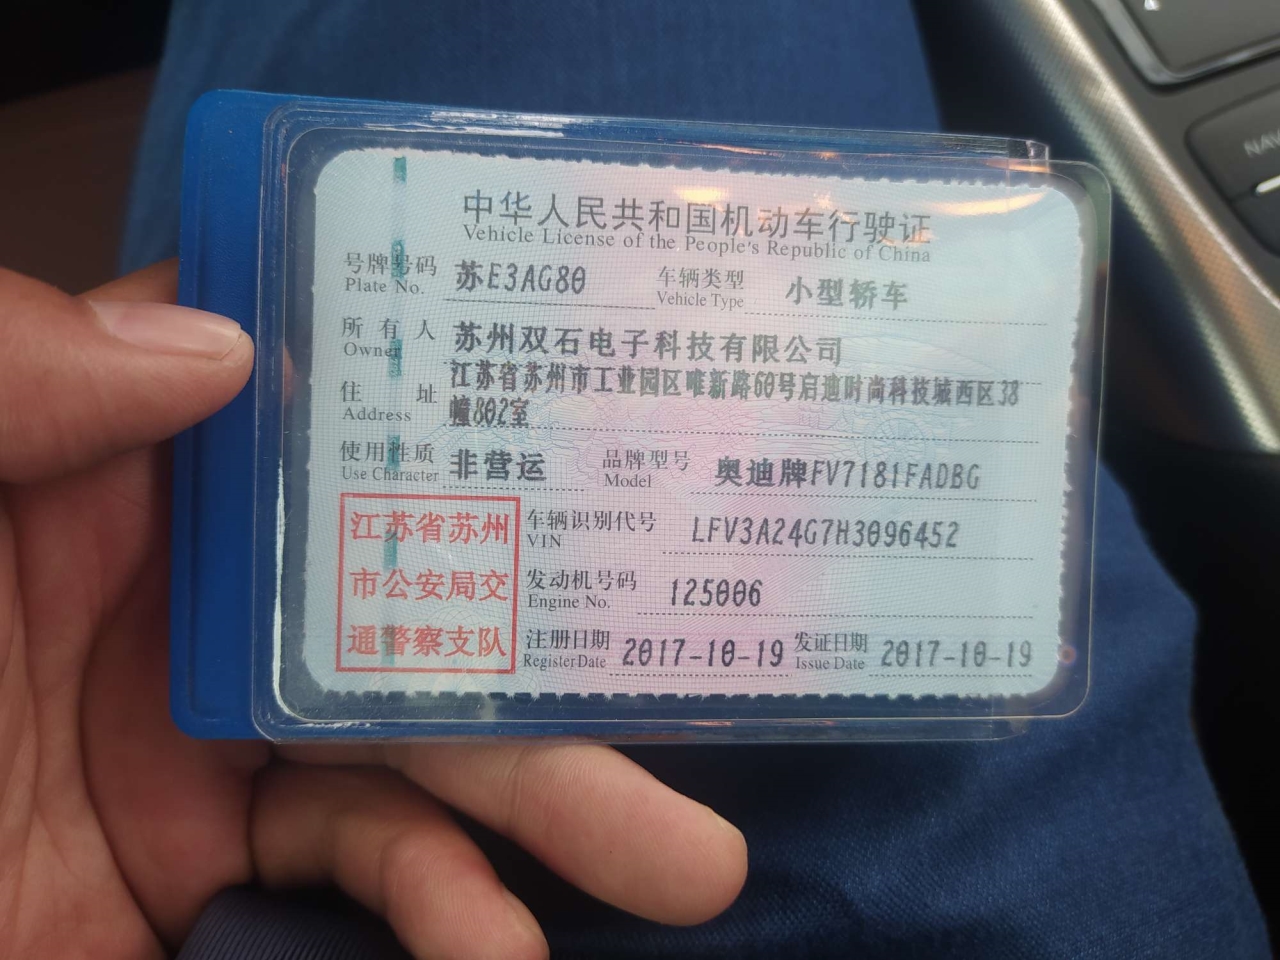 中华人民共和国机动车行驶证
Vehicle License of the People's Republic of China
号牌号码 苏E3AG80 车辆类型 小型轿车
Plate No. Vehicle Type
所有人 苏州双石电子科技有限公司
Owner
住址 江苏省苏州市工业园区唯新路60号启迪时尚科技城西区38
Address 幢802室
使用性质 非营运 品牌型号 奥迪牌FV7181FADBG
Use Character Model
江苏省苏州
市公安局交
通警察支队
车辆识别代号 LFV3A24G7H3096452
VIN
发动机号码 125006
Engine No.
注册日期 2017-10-19 发证日期 2017-10-19
Register Date Issue Date